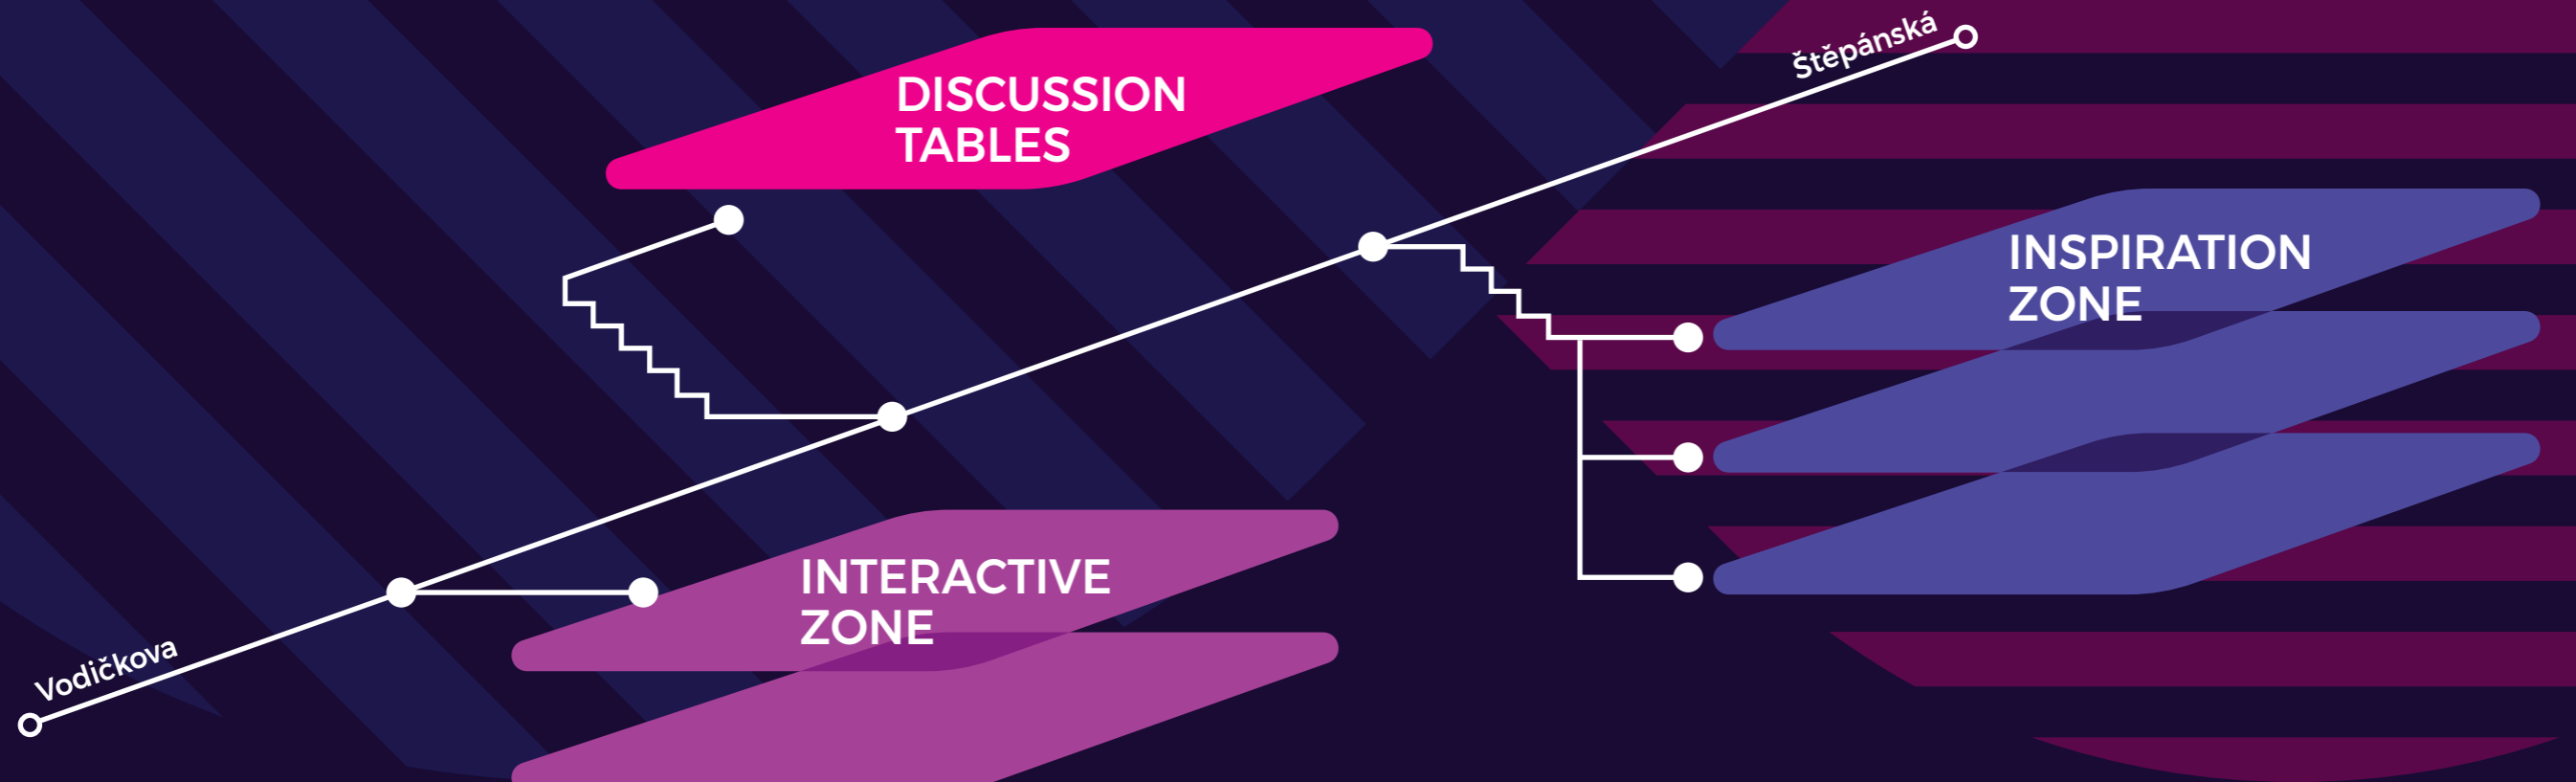 Štěpánská
DISCUSSION
TABLES
INSPIRATION
ZONE
INTERACTIVE
ZONE
Vodičkova